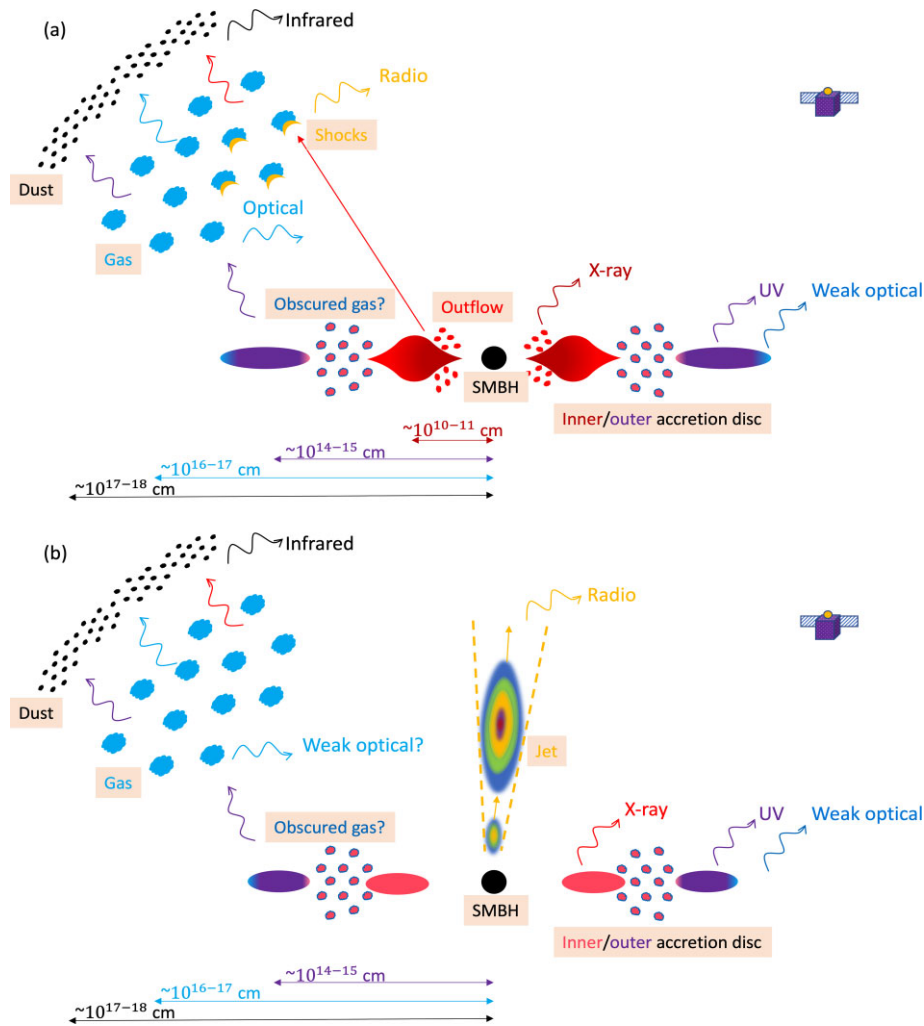 (a)
Infrared
Radio
Shocks
Dust
Optical
Gas
X-ray
UV
Weak optical
Obscured gas?
Outflow
SMBH
Inner/outer accretion disc
~10^{10−11} cm
~10^{14−15} cm
~10^{16−17} cm
~10^{17−18} cm
(b)
Infrared
Radio
Dust
Weak optical?
Jet
Gas
X-ray
UV
Weak optical
Obscured gas?
SMBH
Inner/outer accretion disc
~10^{14−15} cm
~10^{16−17} cm
~10^{17−18} cm